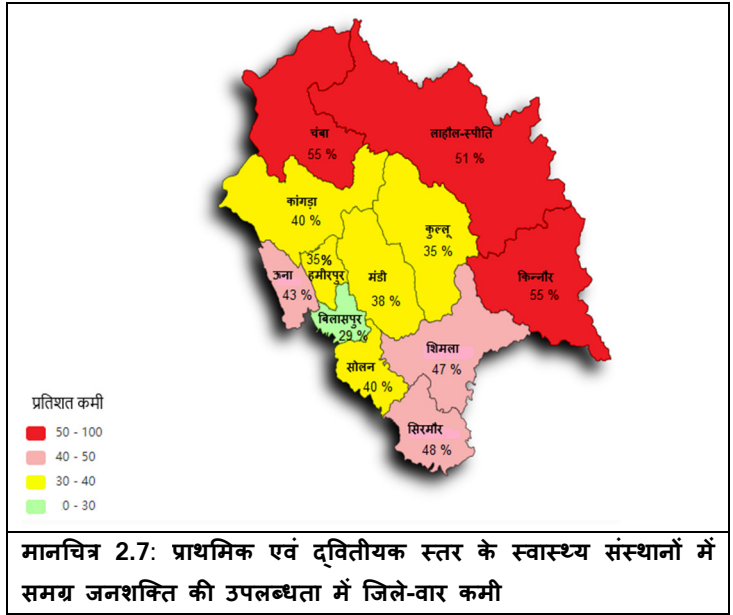 चंबा
55 %
लाहौल-स्पीति
51 %
कांगड़ा
40 %
कुल्लू
35 %
35%
हमीरपुर
ऊना
43 %
मंडी
38 %
किन्नौर
55 %
बिलासपुर
29 %
शिमला
47 %
सोलन
40 %
सिरमौर
48 %
प्रतिशत कमी
50 - 100
40 - 50
30 - 40
0 - 30
मानचित्र 2.7: प्राथमिक एवं द्वितीयक स्तर के स्वास्थ्य संस्थानों में
समग्र जनशक्ति की उपलब्धता में जिले-वार कमी